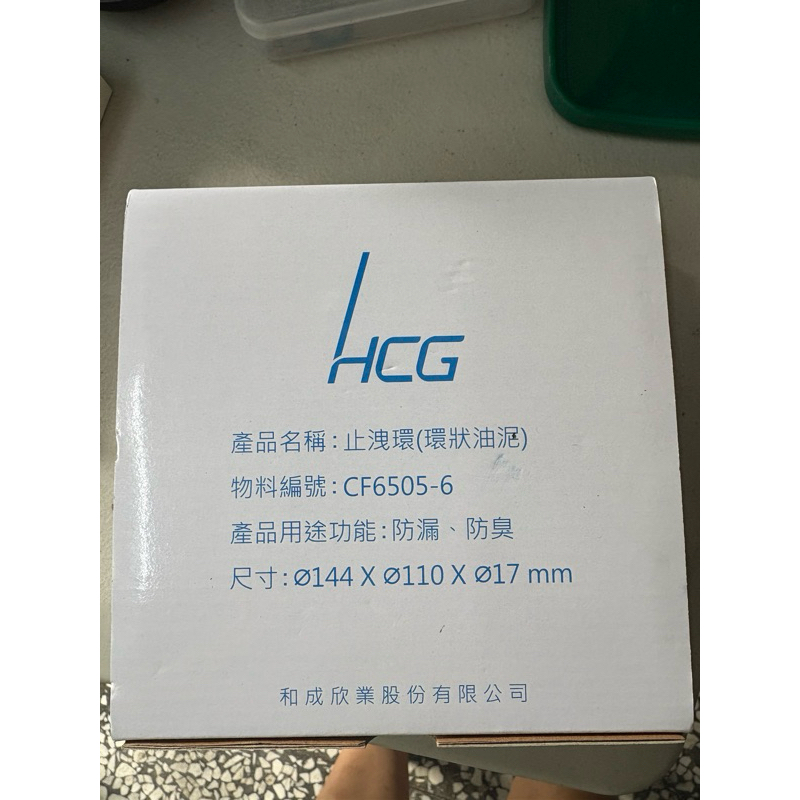 HCG
產品名稱：止洩環(環狀油泥)
物料編號：CF6505-6
產品用途功能：防漏、防臭
尺寸：Ø144 X Ø110 X Ø17 mm
和成欣業股份有限公司